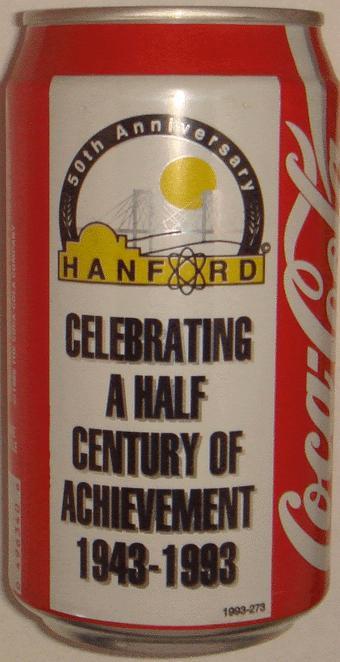 50th Anniversary
HANFORD
©
CELEBRATING
A HALF
CENTURY OF
ACHIEVEMENT
1943-1993
1993-273
Coca-Cola